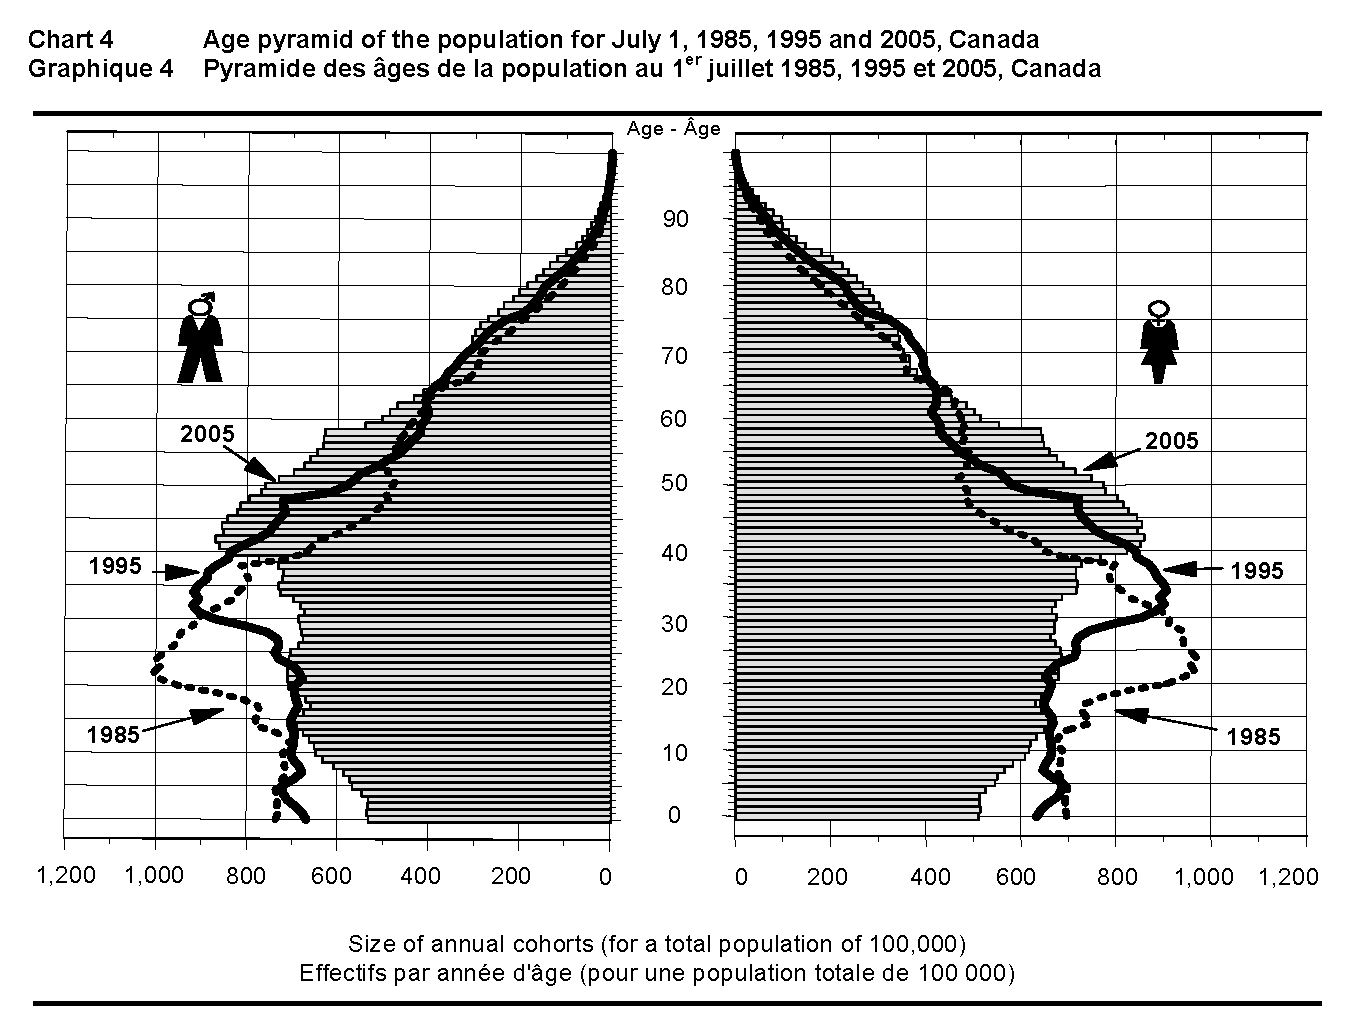 Chart 4 Age pyramid of the population for July 1, 1985, 1995 and 2005, Canada
Graphique 4 Pyramide des âges de la population au 1er juillet 1985, 1995 et 2005, Canada
Age - Âge
90
80
70
60
50
40
30
20
10
0
2005
1995
1985
2005
1995
1985
1,200 1,000 800 600 400 200 0
0 200 400 600 800 1,000 1,200
Size of annual cohorts (for a total population of 100,000)
Effectifs par année d'âge (pour une population totale de 100 000)